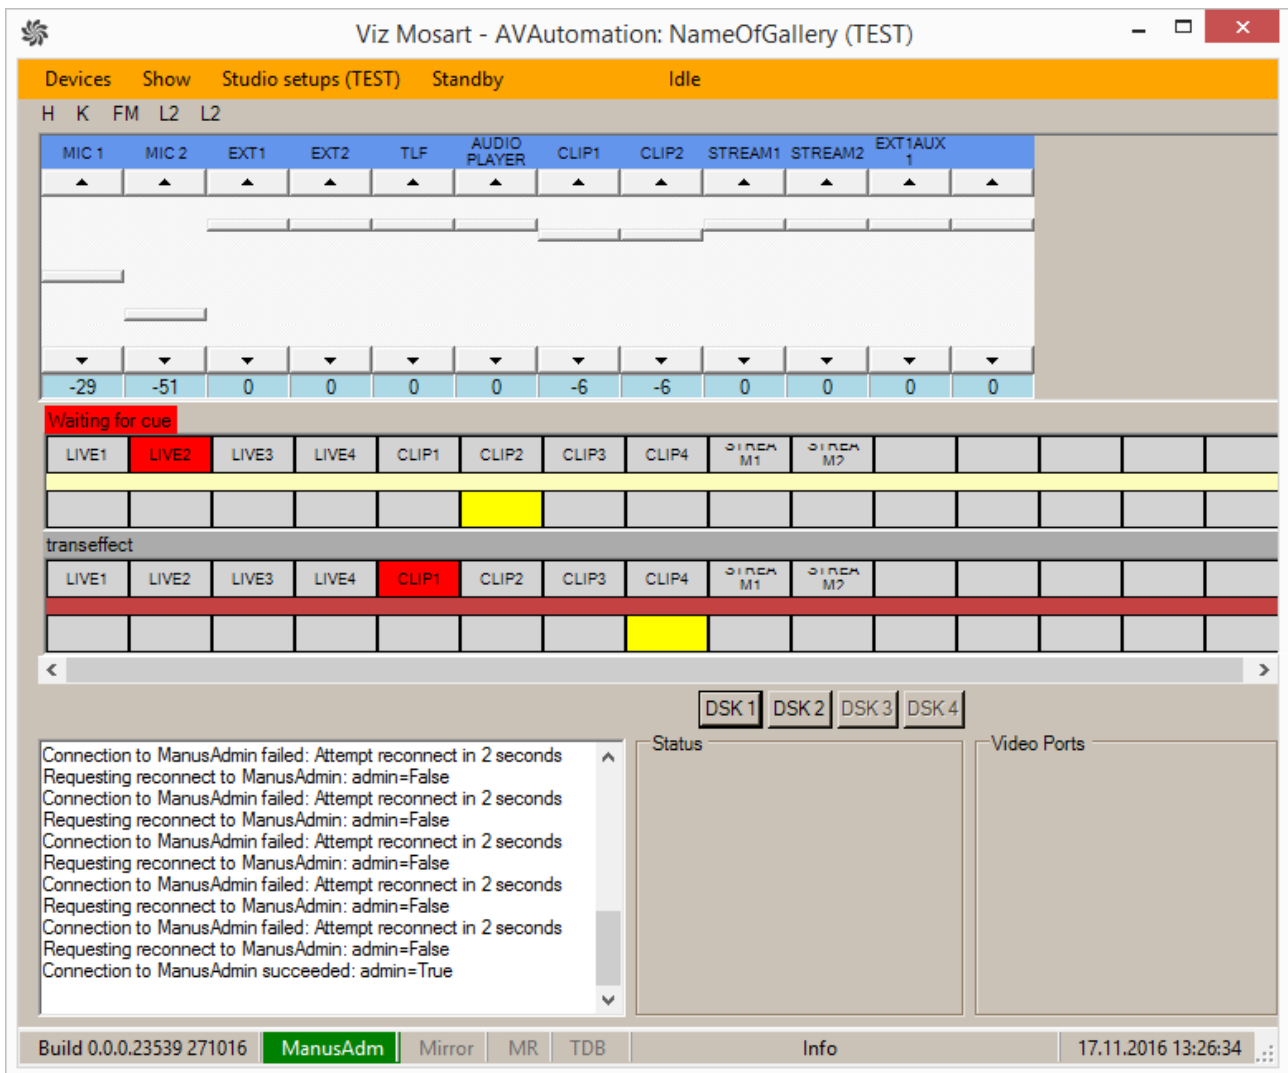 Viz Mosart - AVAutomation: NameOfGallery (TEST)
Devices Show Studio setups (TEST) Standby Idle
H K FM L2 L2
MIC 1 MIC 2 EXT1 EXT2 TLF AUDIO PLAYER CLIP1 CLIP2 STREAM1 STREAM2 EXT1AUX 1
-29 -51 0 0 0 0 -6 -6 0 0 0 0
Waiting for cue
LIVE1 LIVE2 LIVE3 LIVE4 CLIP1 CLIP2 CLIP3 CLIP4 STREA M1 STREA M2
transeffect
LIVE1 LIVE2 LIVE3 LIVE4 CLIP1 CLIP2 CLIP3 CLIP4 STREA M1 STREA M2
DSK 1 DSK 2 DSK 3 DSK 4
Connection to ManusAdmin failed: Attempt reconnect in 2 seconds
Requesting reconnect to ManusAdmin: admin=False
Connection to ManusAdmin failed: Attempt reconnect in 2 seconds
Requesting reconnect to ManusAdmin: admin=False
Connection to ManusAdmin failed: Attempt reconnect in 2 seconds
Requesting reconnect to ManusAdmin: admin=False
Connection to ManusAdmin failed: Attempt reconnect in 2 seconds
Requesting reconnect to ManusAdmin: admin=False
Connection to ManusAdmin failed: Attempt reconnect in 2 seconds
Requesting reconnect to ManusAdmin: admin=False
Connection to ManusAdmin succeeded: admin=True
Status
Video Ports
Build 0.0.0.23539 271016 ManusAdm Mirror MR TDB Info 17.11.2016 13:26:34